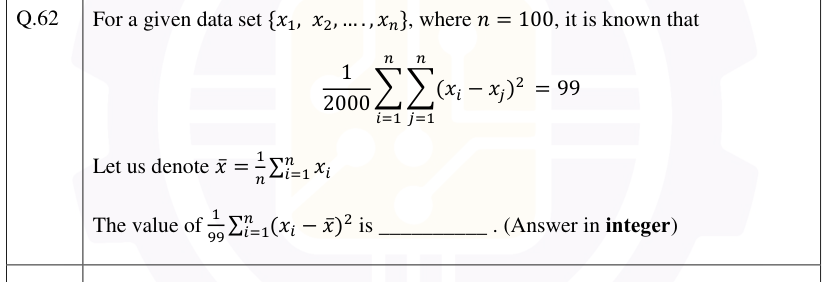 Q.62 For a given data set {x₁, x₂, …., xₙ}, where n = 100, it is known that
1/2000 ∑ᵢ₌₁ⁿ ∑ⱼ₌₁ⁿ (xᵢ − xⱼ)² = 99
Let us denote x̄ = 1/n ∑ᵢ₌₁ⁿ xᵢ
The value of 1/99 ∑ᵢ₌₁ⁿ (xᵢ − x̄)² is __________ . (Answer in integer)